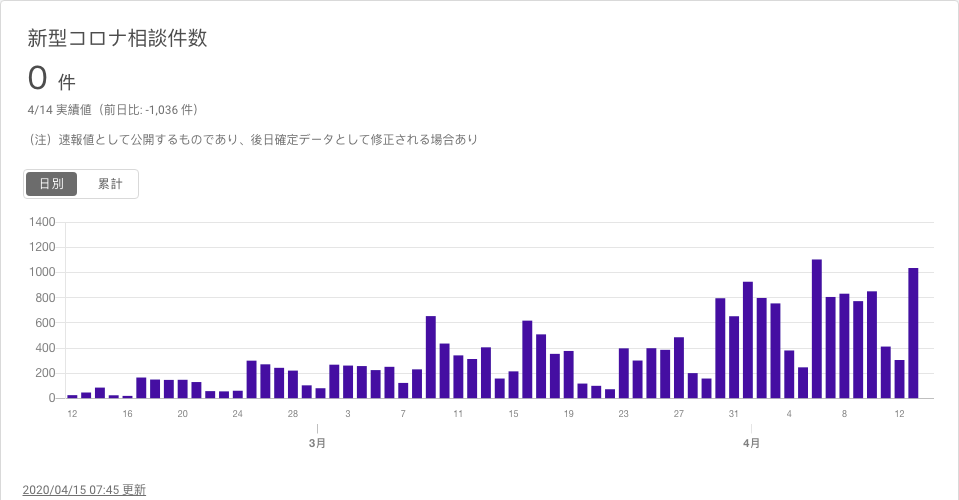 新型コロナ相談件数
0 件
4/14 実績値（前日比: -1,036 件）
（注）速報値として公開するものであり、後日確定データとして修正される場合あり
日別 累計
1400
1200
1000
800
600
400
200
0
12 16 20 24 28 3 7 11 15 19 23 27 31 4 8 12
3月 4月
2020/04/15 07:45 更新